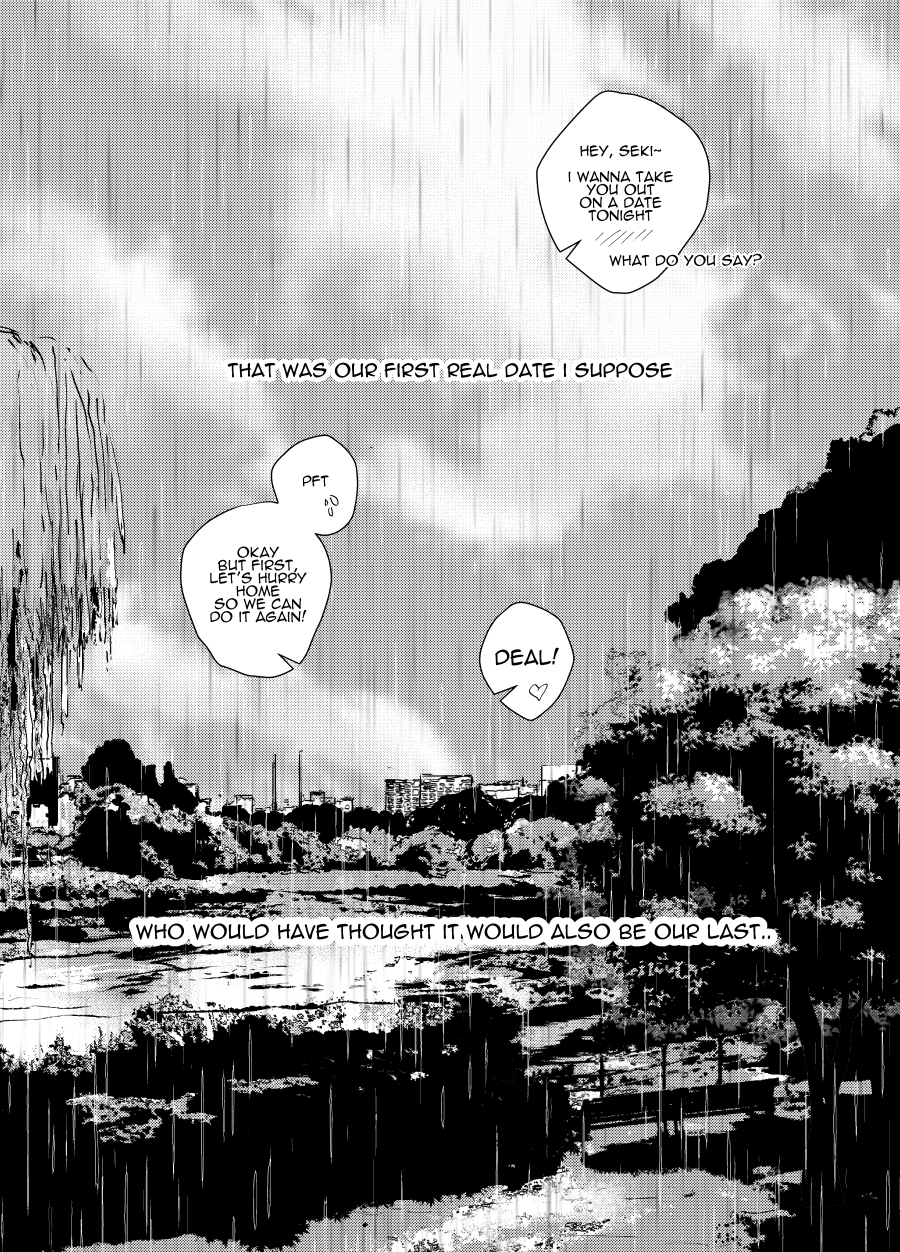 HEY, SEKI~
I WANNA TAKE
YOU OUT
ON A DATE
TONIGHT
WHAT DO YOU SAY?
THAT WAS OUR FIRST REAL DATE I SUPPOSE
PFT
OKAY
BUT FIRST,
LET'S HURRY
HOME
SO WE CAN
DO IT AGAIN!
DEAL!
WHO WOULD HAVE THOUGHT IT WOULD ALSO BE OUR LAST..